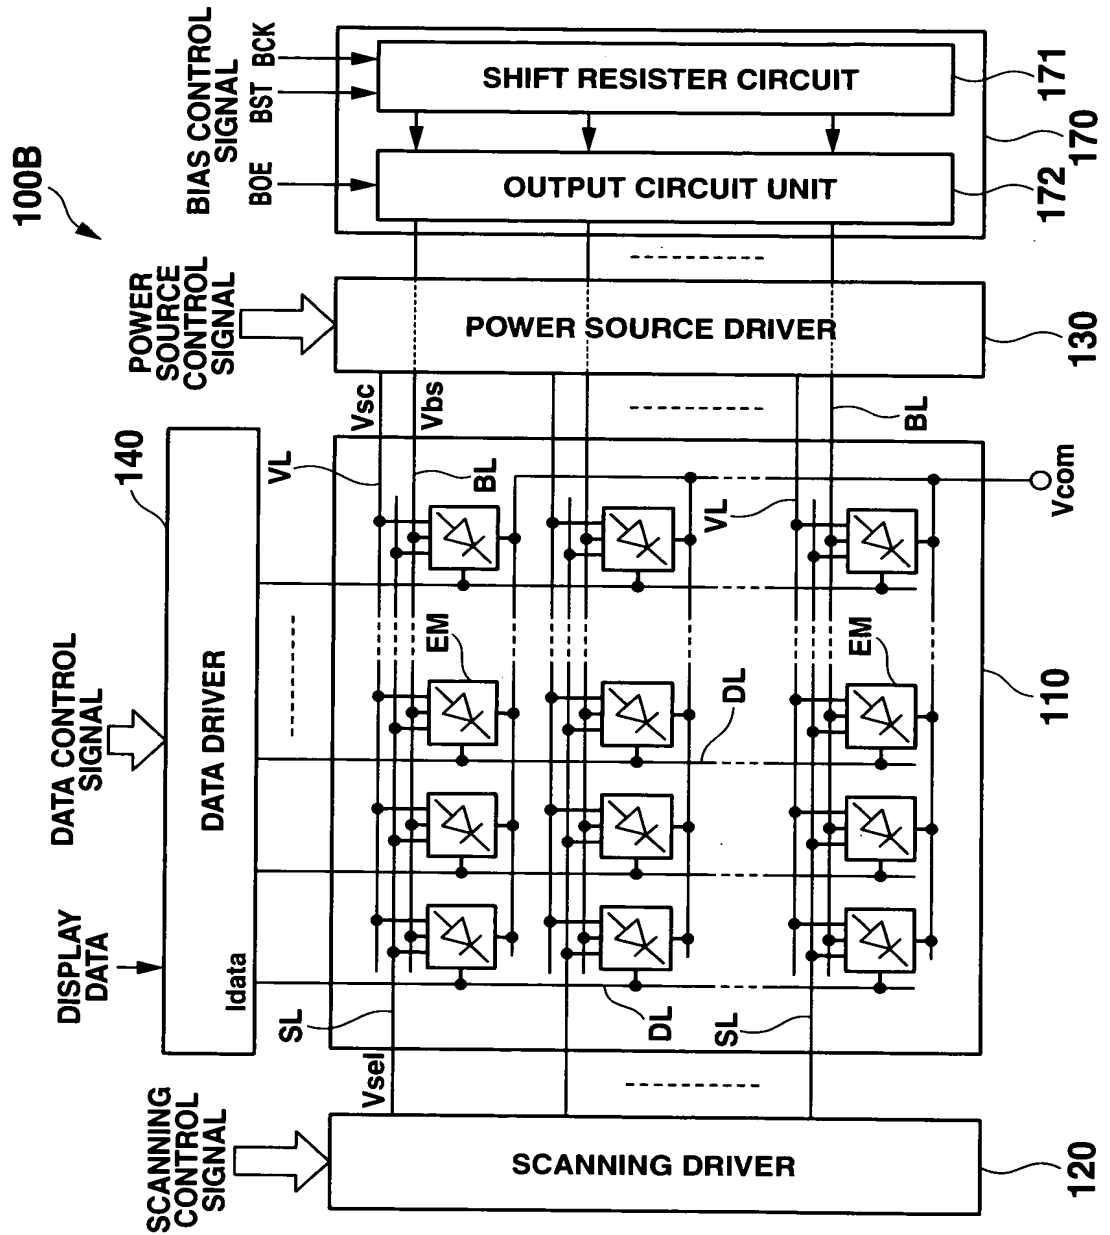 100B
DISPLAY
DATA
DATA CONTROL
SIGNAL
140
DATA DRIVER
Idata
SCANNING
CONTROL
SIGNAL
POWER
SOURCE
CONTROL
SIGNAL
BIAS CONTROL
SIGNAL
BOE
BST
BCK
SCANNING DRIVER
120
Vsel
SL
SL
DL
DL
EM
EM
VL
VL
BL
BL
Vsc
Vbs
Vcom
110
POWER SOURCE DRIVER
130
OUTPUT CIRCUIT UNIT
172
SHIFT RESISTER CIRCUIT
171
170